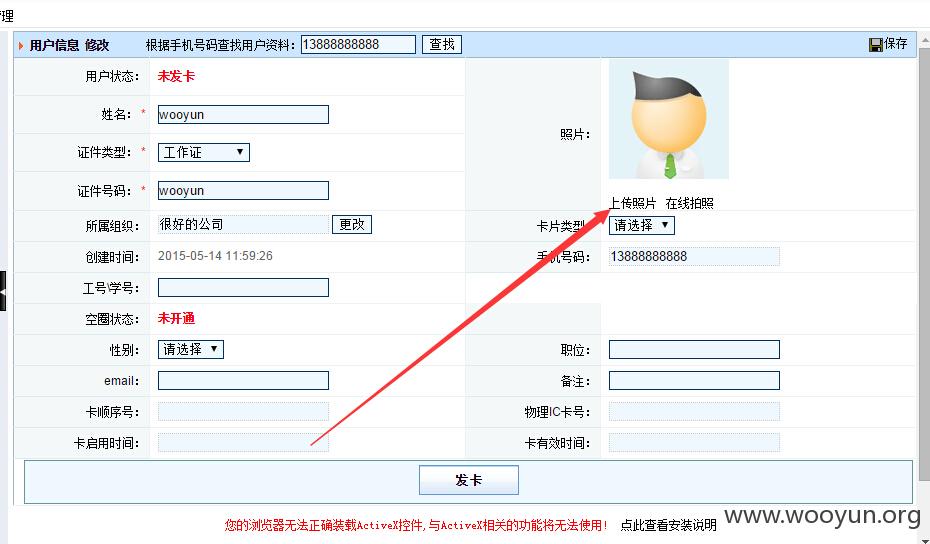 管理
用户信息 修改 根据手机号码查找用户资料： 13888888888 查找 保存
用户状态： 未发卡
姓名： * wooyun
照片：
证件类型： * 工作证
证件号码： * wooyun
上传照片 在线拍照
所属组织： 很好的公司 更改 卡片类型 请选择
创建时间： 2015-05-14 11:59:26 手机号码： 13888888888
工号\学号：
空圈状态： 未开通
性别： 请选择 职位：
email： 备注：
卡顺序号： 物理IC卡号：
卡启用时间： 卡有效时间：
发卡
您的浏览器无法正确装载ActiveX控件,与ActiveX相关的功能将无法使用! 点此查看安装说明
www.wooyun.org